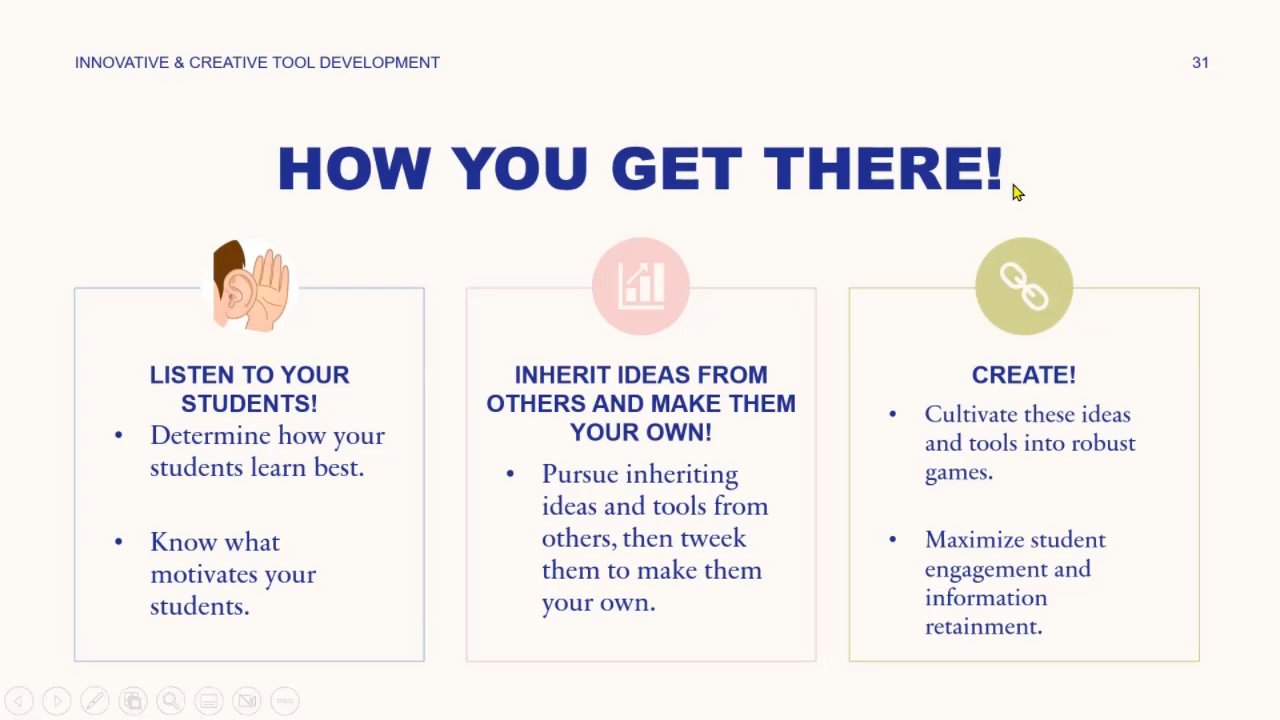 INNOVATIVE & CREATIVE TOOL DEVELOPMENT
31
HOW YOU GET THERE!
LISTEN TO YOUR
STUDENTS!
• Determine how your
students learn best.
• Know what
motivates your
students.
INHERIT IDEAS FROM
OTHERS AND MAKE THEM
YOUR OWN!
• Pursue inheriting
ideas and tools from
others, then tweek
them to make them
your own.
CREATE!
• Cultivate these ideas
and tools into robust
games.
• Maximize student
engagement and
information
retainment.